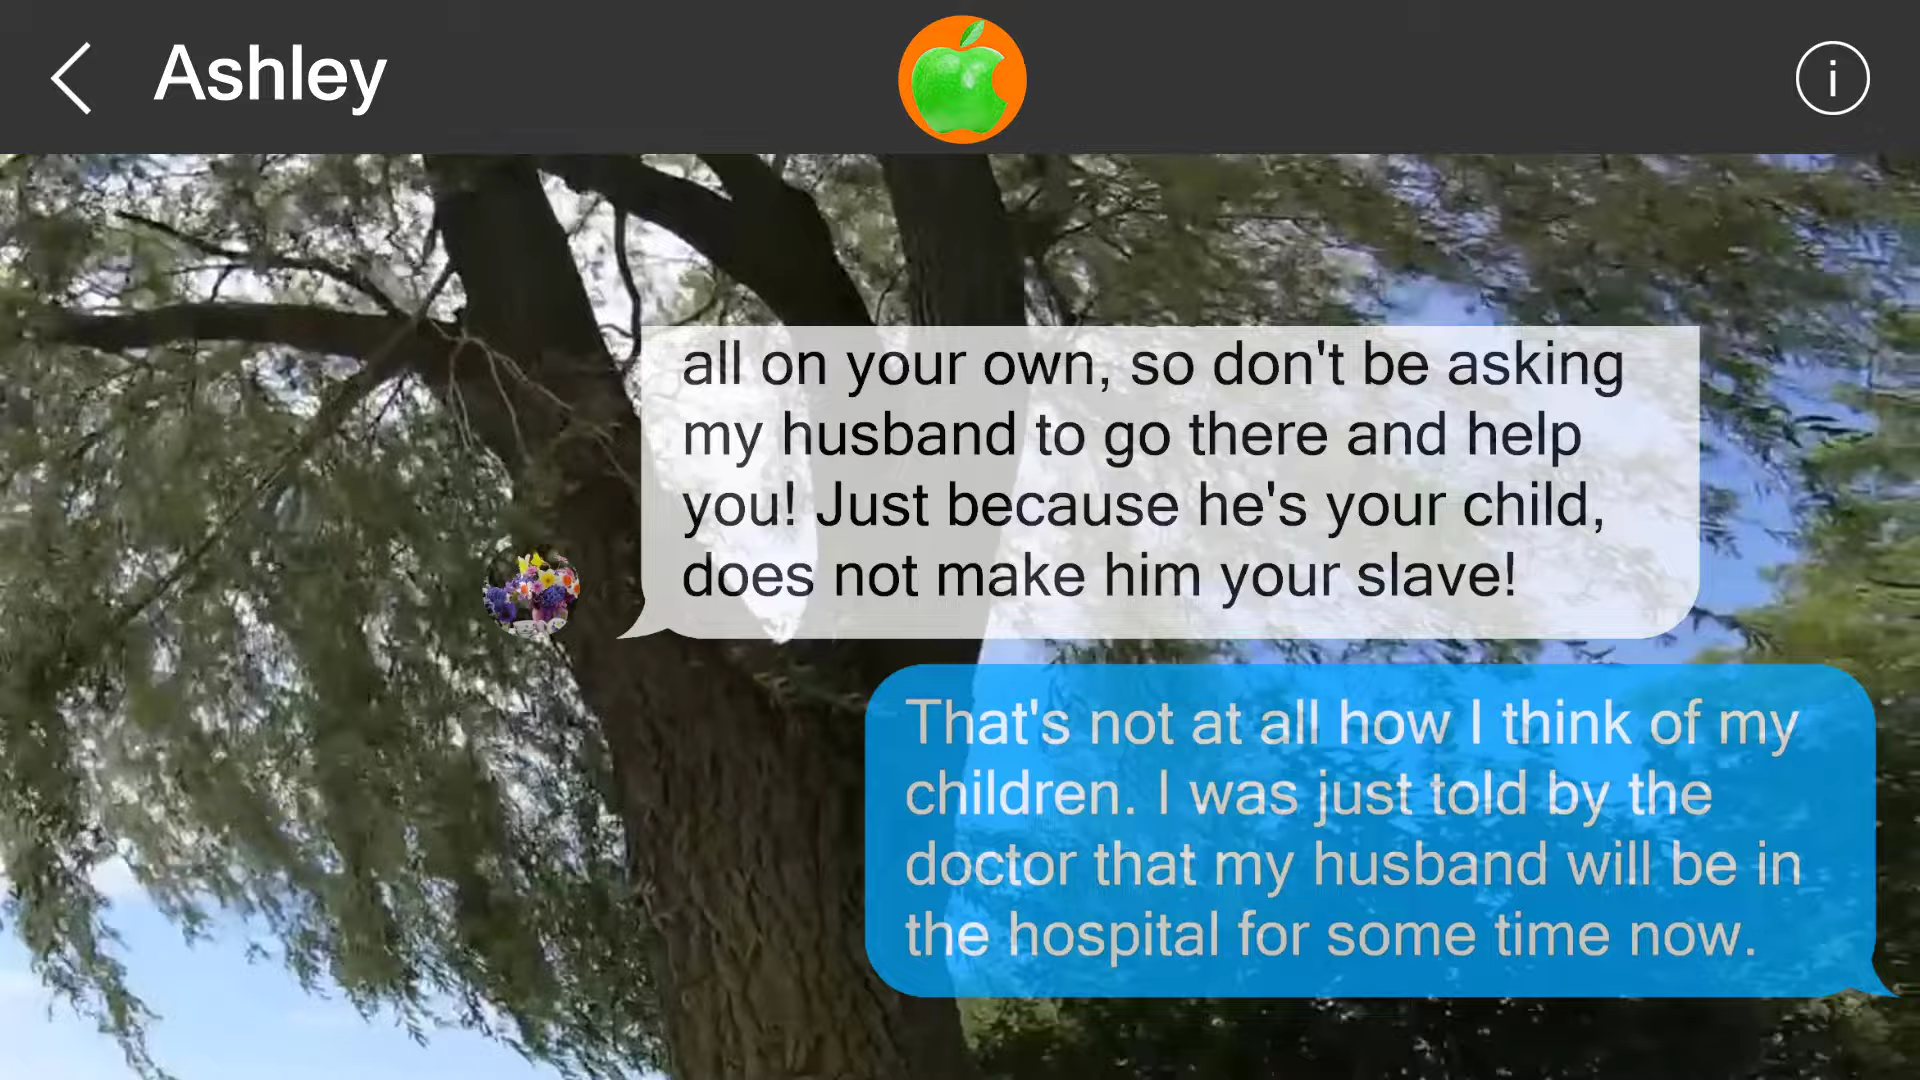 Ashley
all on your own, so don't be asking
my husband to go there and help
you! Just because he's your child,
does not make him your slave!
That's not at all how I think of my
children. I was just told by the
doctor that my husband will be in
the hospital for some time now.